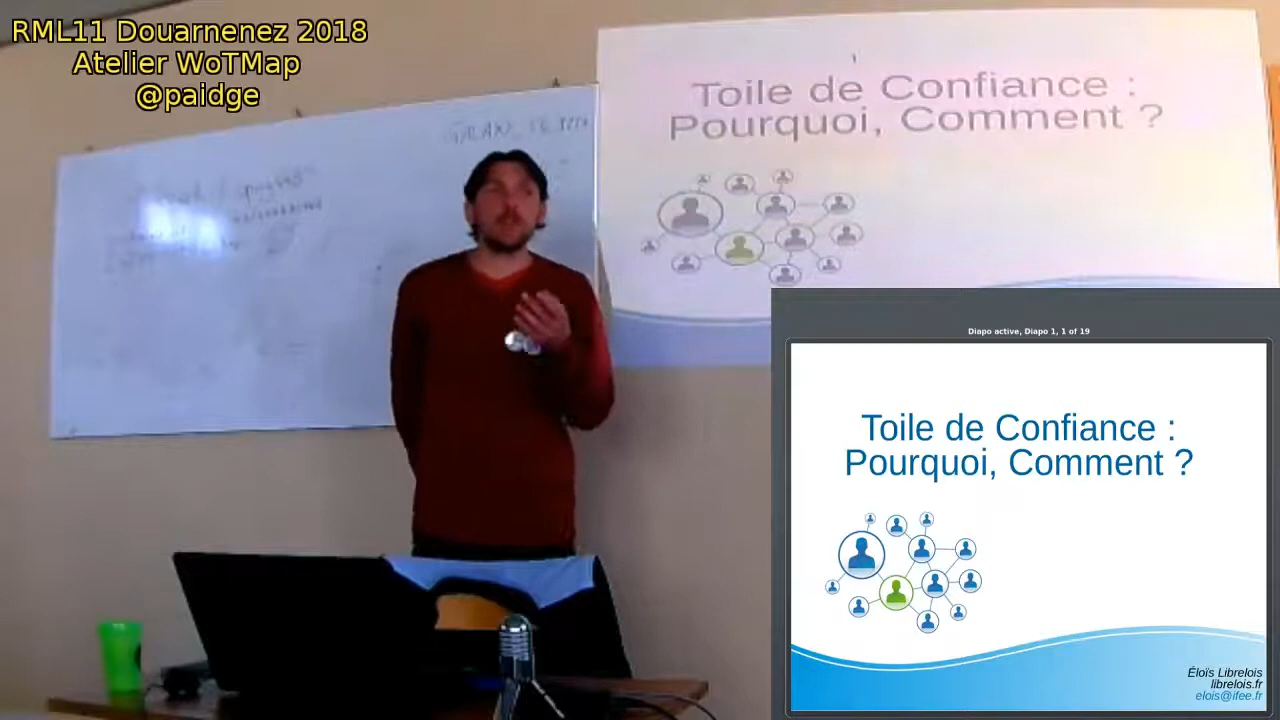 RML11 Douarnenez 2018
Atelier WoTMap
@paidge
Toile de Confiance :
Pourquoi, Comment ?
Diapo active, Diapo 1, 1 of 19
Toile de Confiance :
Pourquoi, Comment ?
Éloïs Librelois
librelois.fr
elois@ifee.fr